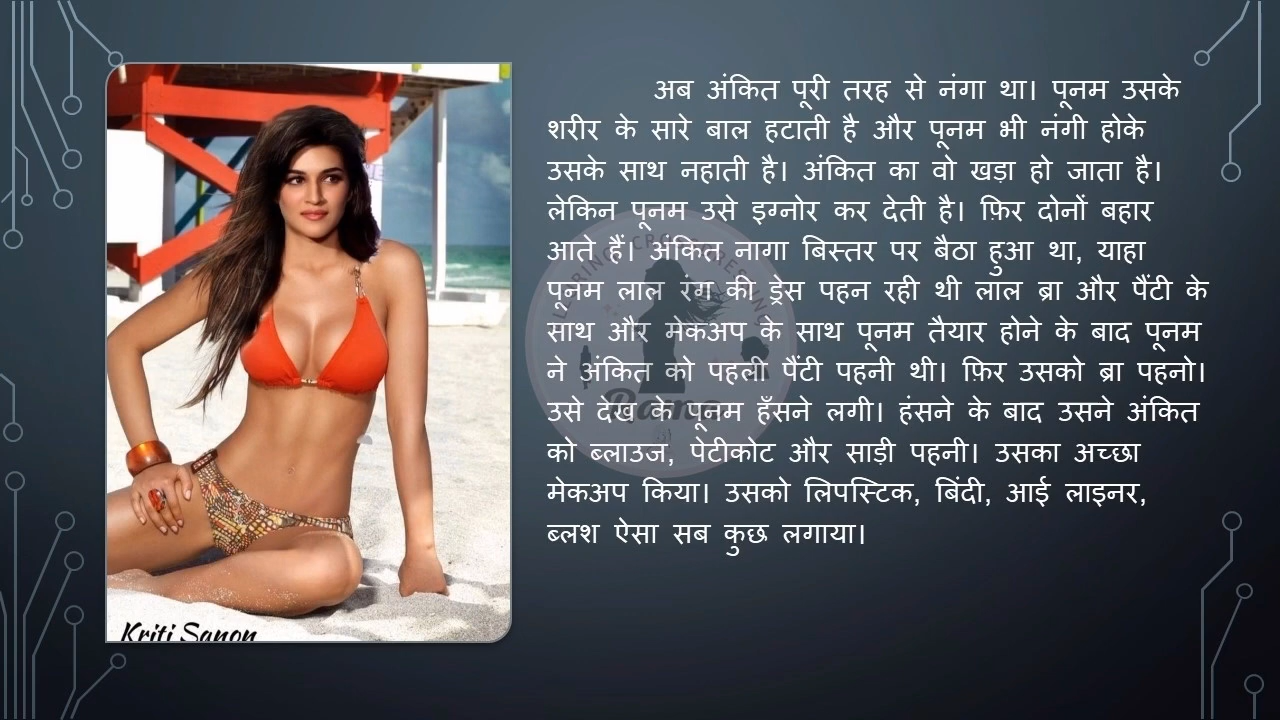 अब अंकित पूरी तरह से नंगा था। पूनम उसके
शरीर के सारे बाल हटाती है और पूनम भी नंगी होके
उसके साथ नहाती है। अंकित का वो खड़ा हो जाता है।
लेकिन पूनम उसे इग्नोर कर देती है। फ़िर दोनों बहार
आते हैं। अंकित नागा बिस्तर पर बैठा हुआ था, याहा
पूनम लाल रंग की ड्रेस पहन रही थी लाल ब्रा और पैंटी के
साथ और मेकअप के साथ पूनम तैयार होने के बाद पूनम
ने अंकित को पहली पैंटी पहनी थी। फ़िर उसको ब्रा पहनो।
उसे देख के पूनम हँसने लगी। हंसने के बाद उसने अंकित
को ब्लाउज, पेटीकोट और साड़ी पहनी। उसका अच्छा
मेकअप किया। उसको लिपस्टिक, बिंदी, आई लाइनर,
ब्लश ऐसा सब कुछ लगाया।
Kriti Sanon